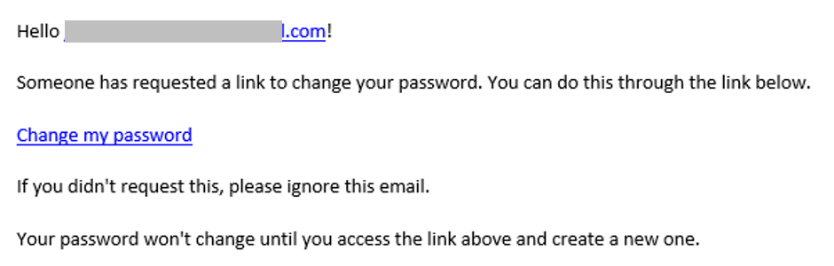 Hello l.com!
Someone has requested a link to change your password. You can do this through the link below.
Change my password
If you didn't request this, please ignore this email.
Your password won't change until you access the link above and create a new one.